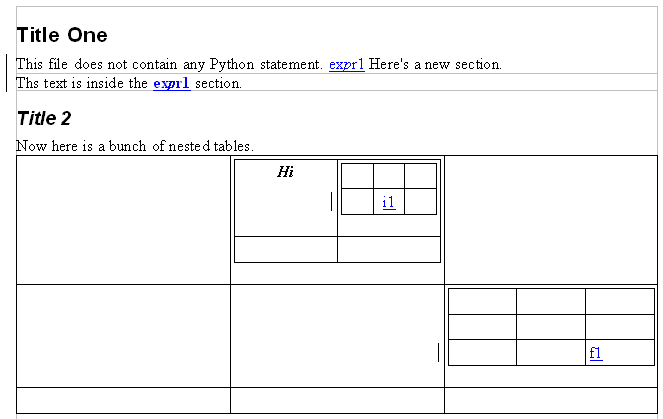 Title One
This file does not contain any Python statement. expr1 Here's a new section.
Ths text is inside the expr1 section.
Title 2
Now here is a bunch of nested tables.
Hi
i1
f1